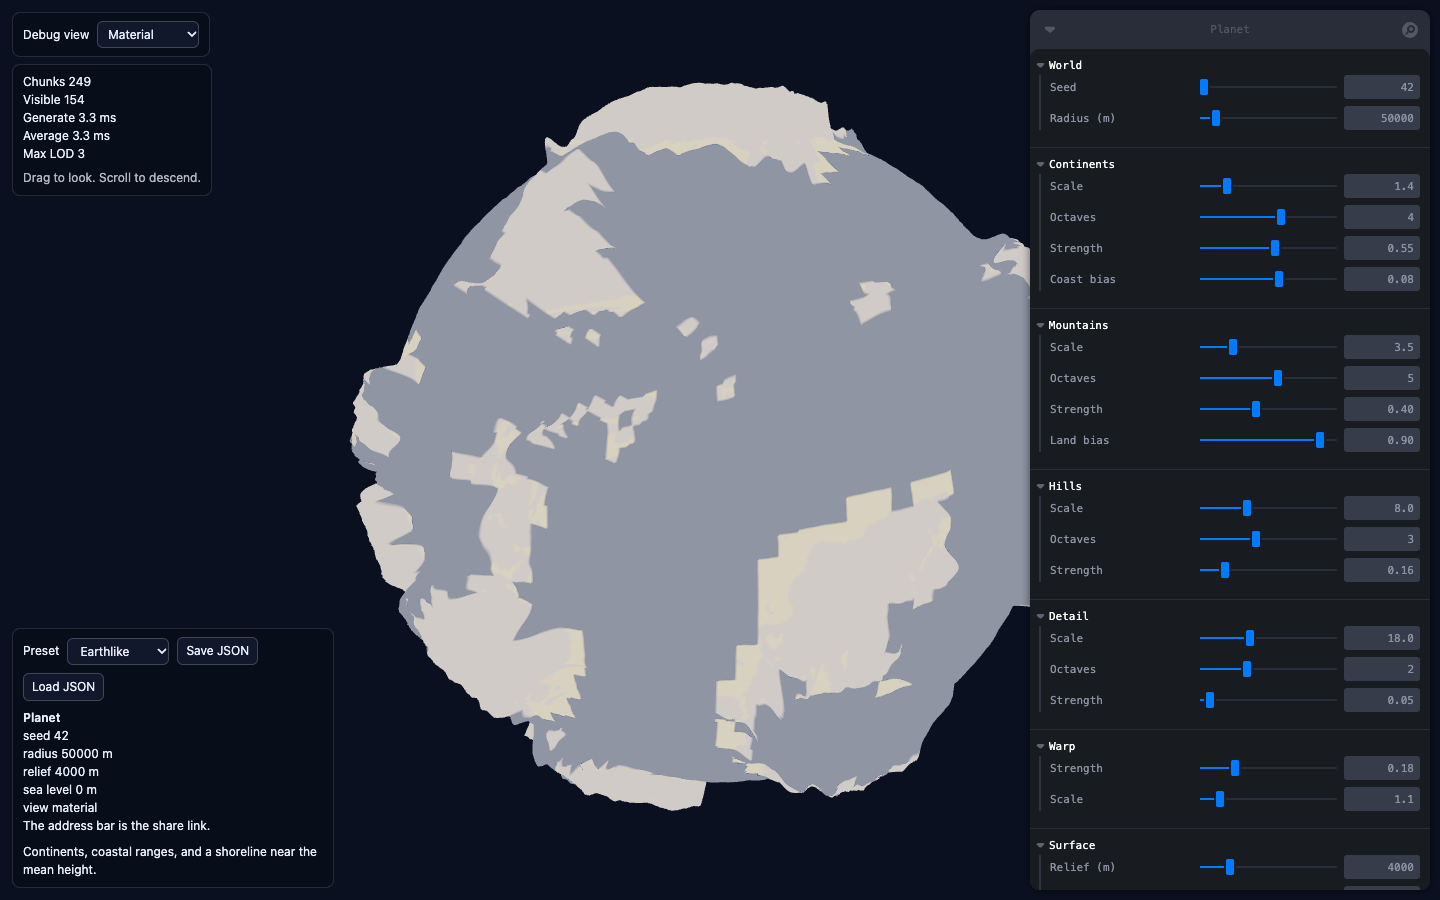 Debug view Material
Chunks 249
Visible 154
Generate 3.3 ms
Average 3.3 ms
Max LOD 3
Drag to look. Scroll to descend.
Preset Earthlike Save JSON
Load JSON
Planet
seed 42
radius 50000 m
relief 4000 m
sea level 0 m
view material
The address bar is the share link.
Continents, coastal ranges, and a shoreline near the
mean height.
Planet
World
Seed 42
Radius (m) 50000
Continents
Scale 1.4
Octaves 4
Strength 0.55
Coast bias 0.08
Mountains
Scale 3.5
Octaves 5
Strength 0.40
Land bias 0.90
Hills
Scale 8.0
Octaves 3
Strength 0.16
Detail
Scale 18.0
Octaves 2
Strength 0.05
Warp
Strength 0.18
Scale 1.1
Surface
Relief (m) 4000